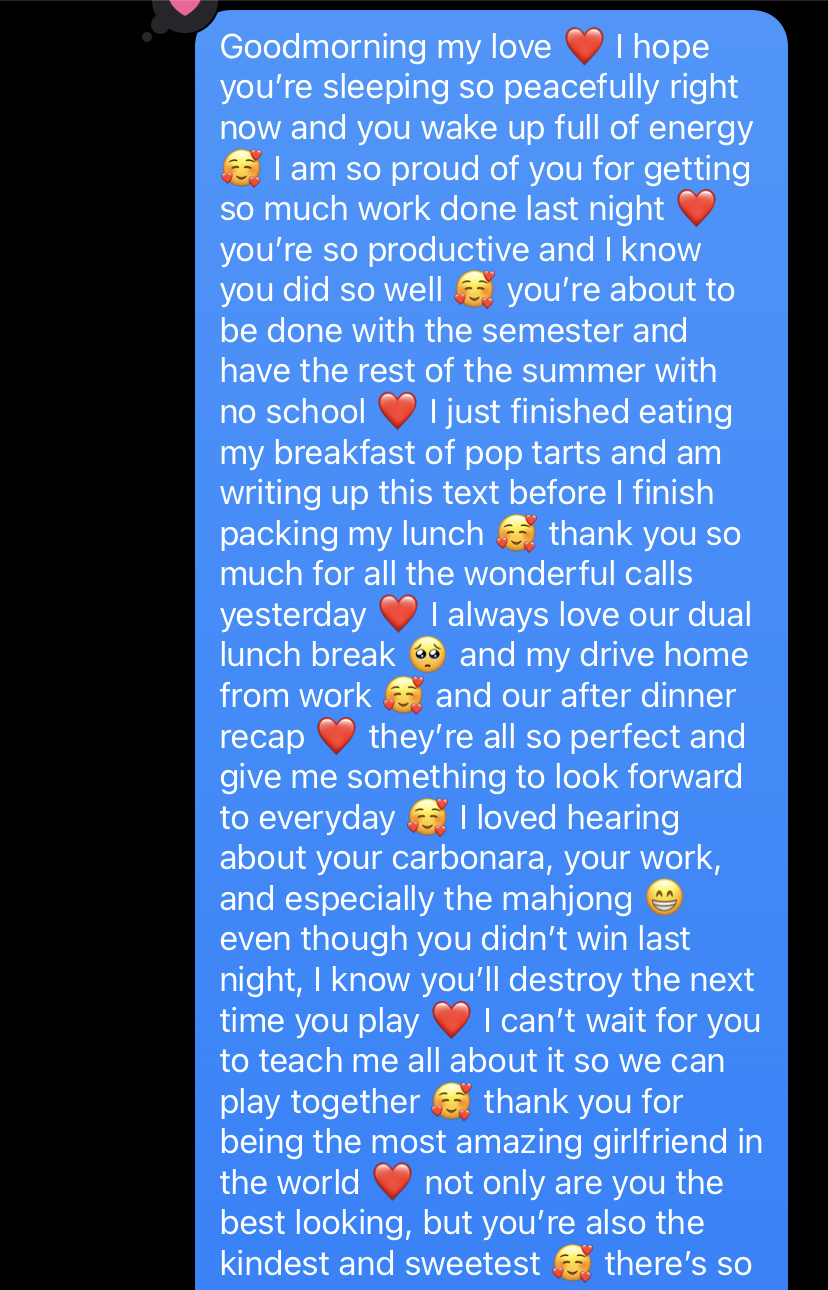 Goodmorning my love ❤️ I hope
you're sleeping so peacefully right
now and you wake up full of energy
🥰 I am so proud of you for getting
so much work done last night ❤️
you're so productive and I know
you did so well 🥰 you're about to
be done with the semester and
have the rest of the summer with
no school ❤️ I just finished eating
my breakfast of pop tarts and am
writing up this text before I finish
packing my lunch 🥰 thank you so
much for all the wonderful calls
yesterday ❤️ I always love our dual
lunch break 🥺 and my drive home
from work 🥰 and our after dinner
recap ❤️ they're all so perfect and
give me something to look forward
to everyday 🥰 I loved hearing
about your carbonara, your work,
and especially the mahjong 😁
even though you didn't win last
night, I know you'll destroy the next
time you play ❤️ I can't wait for you
to teach me all about it so we can
play together 🥰 thank you for
being the most amazing girlfriend in
the world ❤️ not only are you the
best looking, but you're also the
kindest and sweetest 🥰 there's so